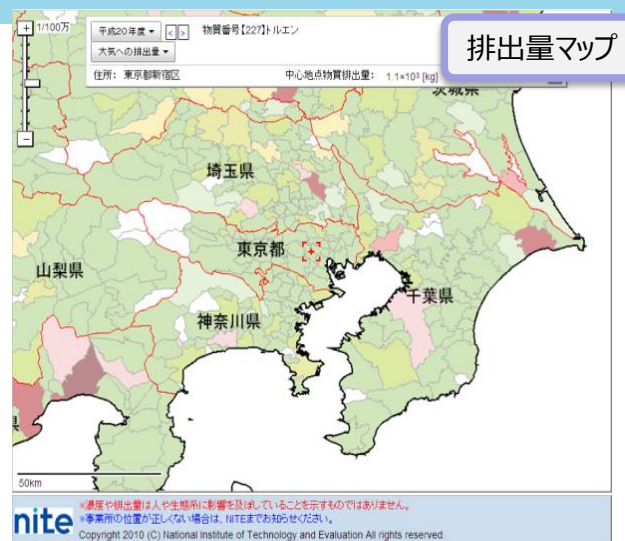 排出量マップ
1/100万
平成20年度
<
>
物質番号【227】トルエン
大気への排出量
住所: 東京都新宿区
中心地点物質排出量: 1.1×10³ [kg]
茨城県
埼玉県
東京都
山梨県
千葉県
神奈川県
50km
nite
*濃度や排出量は人や生態系に影響を及ぼしていることを示すものではありません。
*事業所の位置が正しくない場合は、NITEまでお知らせください。
Copyright 2010 (C) National Institute of Technology and Evaluation All rights reserved.